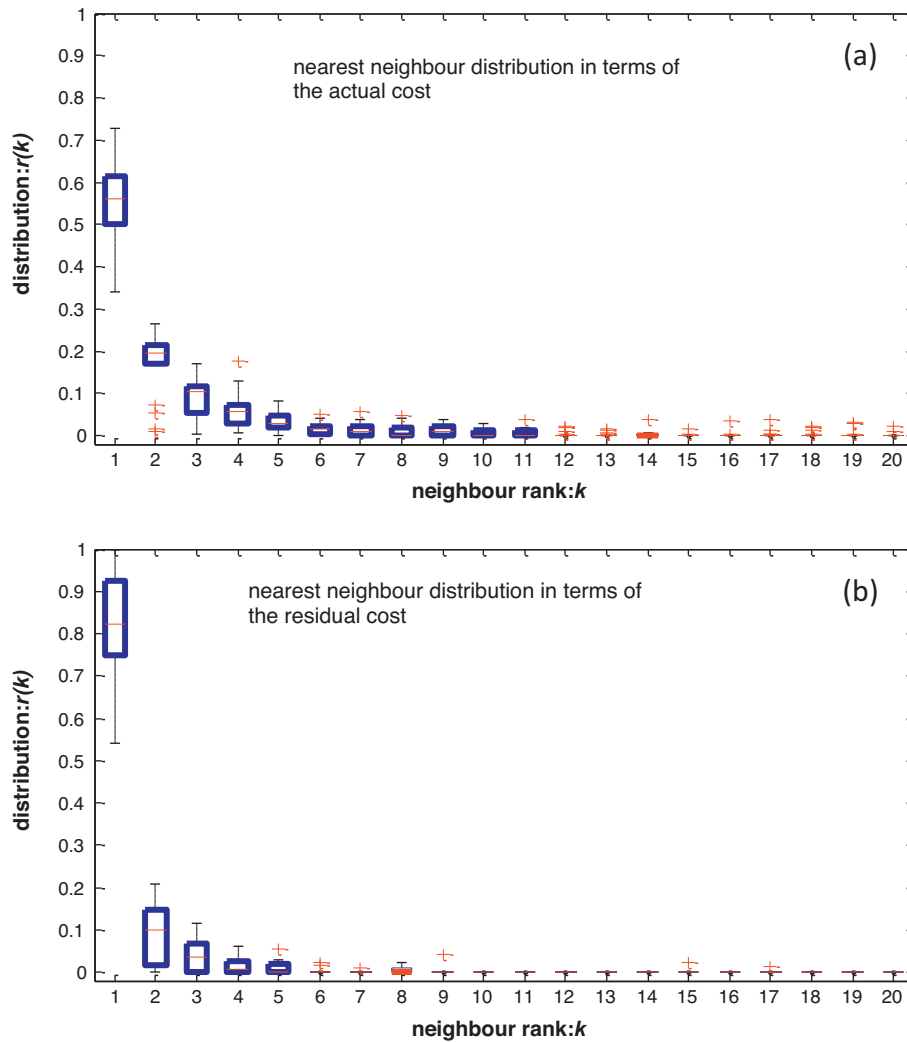 (a)
nearest neighbour distribution in terms of
the actual cost
distribution:r(k)
1
0.9
0.8
0.7
0.6
0.5
0.4
0.3
0.2
0.1
0
1 2 3 4 5 6 7 8 9 10 11 12 13 14 15 16 17 18 19 20
neighbour rank:k
(b)
nearest neighbour distribution in terms of
the residual cost
distribution:r(k)
1
0.9
0.8
0.7
0.6
0.5
0.4
0.3
0.2
0.1
0
1 2 3 4 5 6 7 8 9 10 11 12 13 14 15 16 17 18 19 20
neighbour rank:k